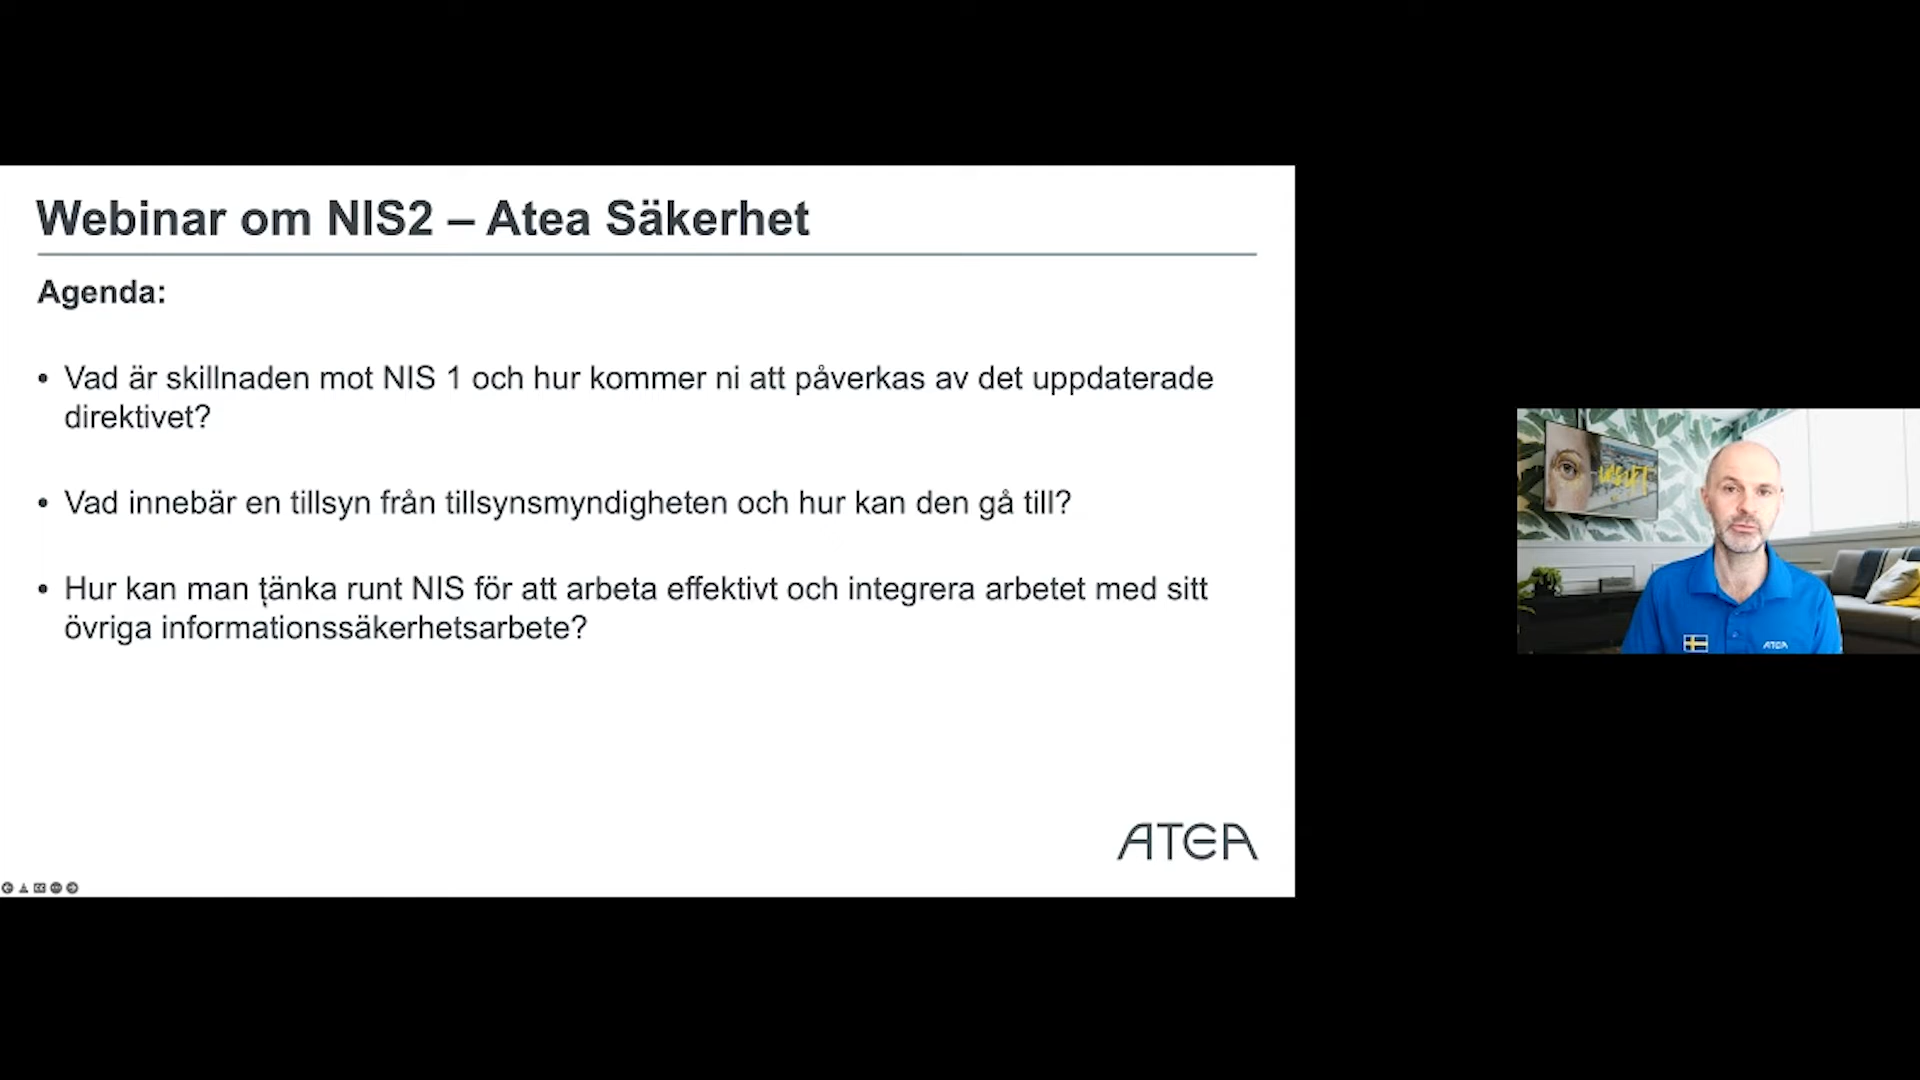 Webinar om NIS2 – Atea Säkerhet
Agenda:
• Vad är skillnaden mot NIS 1 och hur kommer ni att påverkas av det uppdaterade
direktivet?
• Vad innebär en tillsyn från tillsynsmyndigheten och hur kan den gå till?
• Hur kan man tänka runt NIS för att arbeta effektivt och integrera arbetet med sitt
övriga informationssäkerhetsarbete?
ATEA
ATEA